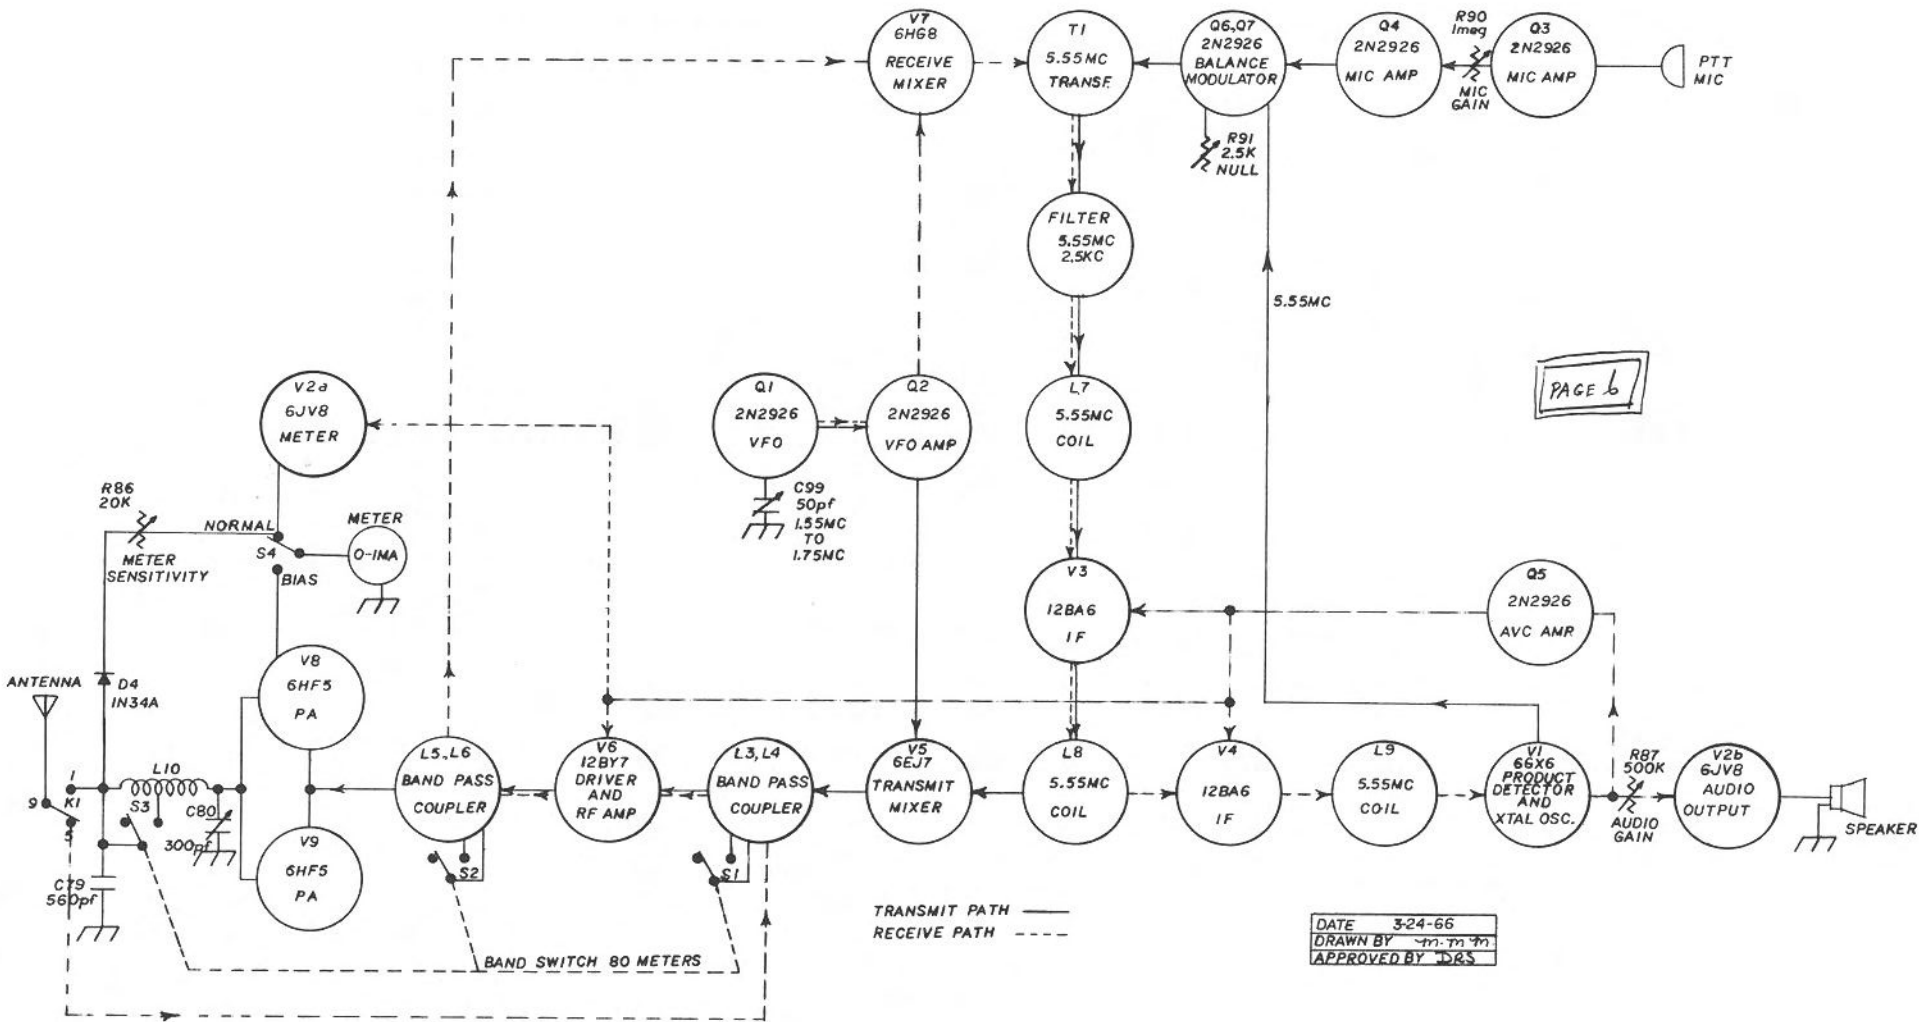 V7
6HG8
RECEIVE
MIXER
T1
5.55MC
TRANSF.
Q6,Q7
2N2926
BALANCE
MODULATOR
Q4
2N2926
MIC AMP
R90
1meg
MIC
GAIN
Q3
2N2926
MIC AMP
PTT
MIC
R91
2.5K
NULL
FILTER
5.55MC
2.5KC
5.55MC
PAGE 6
V2a
6JV8
METER
Q1
2N2926
VFO
Q2
2N2926
VFO AMP
L7
5.55MC
COIL
R86
20K
METER
SENSITIVITY
NORMAL
S4
BIAS
METER
0-1MA
C99
50pf
1.55MC
TO
1.75MC
V3
12BA6
IF
Q5
2N2926
AVC AMP.
ANTENNA
D4
1N34A
V8
6HF5
PA
1
9
K1
5
L10
S3
C80
300pf
C79
560pf
V9
6HF5
PA
L5,L6
BAND PASS
COUPLER
S2
V6
12BY7
DRIVER
AND
RF AMP
L3,L4
BAND PASS
COUPLER
S1
V5
6EJ7
TRANSMIT
MIXER
L8
5.55MC
COIL
V4
12BA6
IF
L9
5.55MC
COIL
V1
6GX6
PRODUCT
DETECTOR
AND
XTAL OSC.
R87
500K
AUDIO
GAIN
V2b
6JV8
AUDIO
OUTPUT
SPEAKER
TRANSMIT PATH
RECEIVE PATH
BAND SWITCH 80 METERS
DATE 3-24-66
DRAWN BY m.m.m.
APPROVED BY DRS